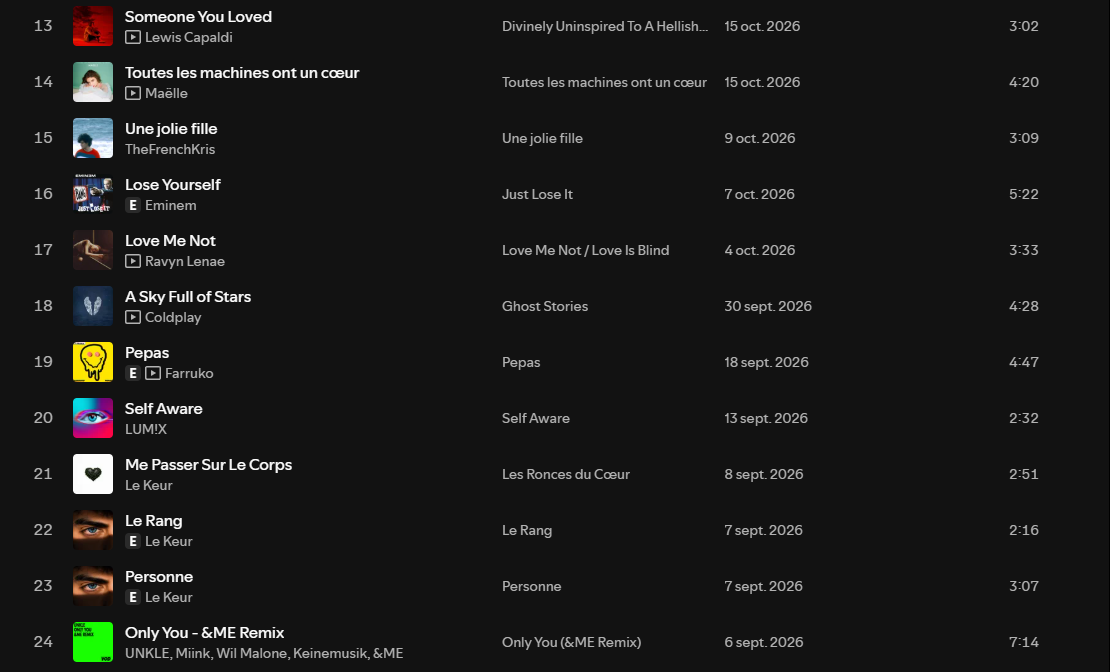 13 Someone You Loved Divinely Uninspired To A Hellish... 15 oct. 2026 3:02
Lewis Capaldi
14 Toutes les machines ont un cœur Toutes les machines ont un cœur 15 oct. 2026 4:20
Maëlle
15 Une jolie fille Une jolie fille 9 oct. 2026 3:09
TheFrenchKris
16 Lose Yourself Just Lose It 7 oct. 2026 5:22
E Eminem
17 Love Me Not Love Me Not / Love Is Blind 4 oct. 2026 3:33
Ravyn Lenae
18 A Sky Full of Stars Ghost Stories 30 sept. 2026 4:28
Coldplay
19 Pepas Pepas 18 sept. 2026 4:47
E Farruko
20 Self Aware Self Aware 13 sept. 2026 2:32
LUM!X
21 Me Passer Sur Le Corps Les Ronces du Cœur 8 sept. 2026 2:51
Le Keur
22 Le Rang Le Rang 7 sept. 2026 2:16
E Le Keur
23 Personne Personne 7 sept. 2026 3:07
E Le Keur
24 Only You - &ME Remix Only You (&ME Remix) 6 sept. 2026 7:14
UNKLE, Miink, Wil Malone, Keinemusik, &ME